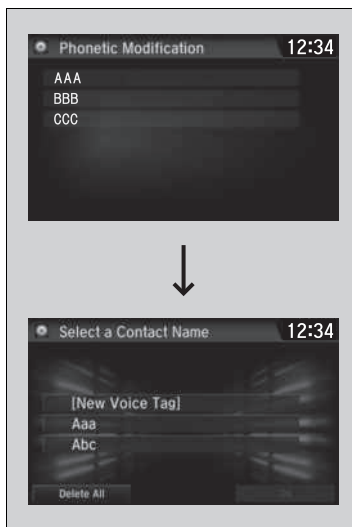 Phonetic Modification 12:34
AAA
BBB
CCC
Select a Contact Name 12:34
[New Voice Tag]
Aaa
Abc
Delete All